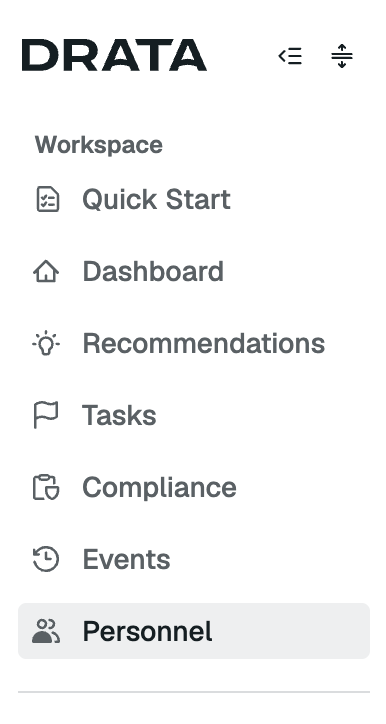 DRATA
Workspace
Quick Start
Dashboard
Recommendations
Tasks
Compliance
Events
Personnel